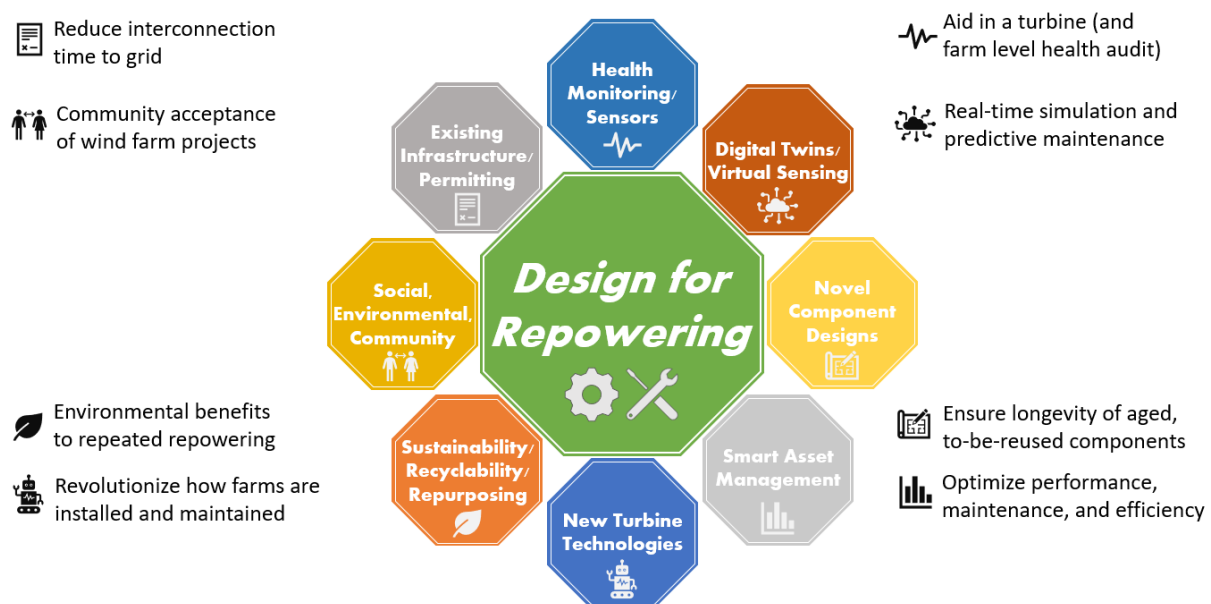 Reduce interconnection
time to grid
Community acceptance
of wind farm projects
Environmental benefits
to repeated repowering
Revolutionize how farms are
installed and maintained
Health
Monitoring/
Sensors
Existing
Infrastructure/
Permitting
Digital Twins/
Virtual Sensing
Social,
Environmental,
Community
Design for
Repowering
Novel
Component
Designs
Sustainability/
Recyclability/
Repurposing
Smart Asset
Management
New Turbine
Technologies
Aid in a turbine (and
farm level health audit)
Real-time simulation and
predictive maintenance
Ensure longevity of aged,
to-be-reused components
Optimize performance,
maintenance, and efficiency